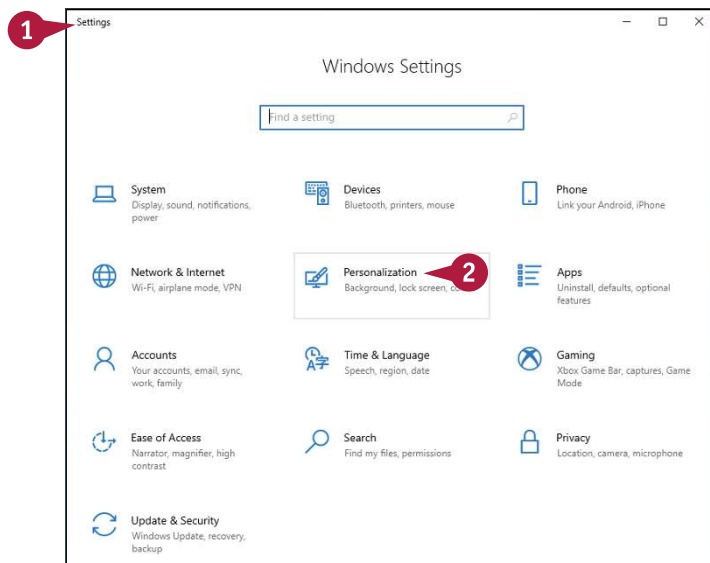 1
Settings
Windows Settings
Find a setting
System
Display, sound, notifications,
power
Devices
Bluetooth, printers, mouse
Phone
Link your Android, iPhone
Network & Internet
Wi-Fi, airplane mode, VPN
Personalization
2
Background, lock screen,
Apps
Uninstall, defaults, optional
features
Accounts
Your accounts, email, sync,
work, family
Time & Language
Speech, region, date
Gaming
Xbox Game Bar, captures, Game
Mode
Ease of Access
Narrator, magnifier, high
contrast
Search
Find my files, permissions
Privacy
Location, camera, microphone
Update & Security
Windows Update, recovery,
backup